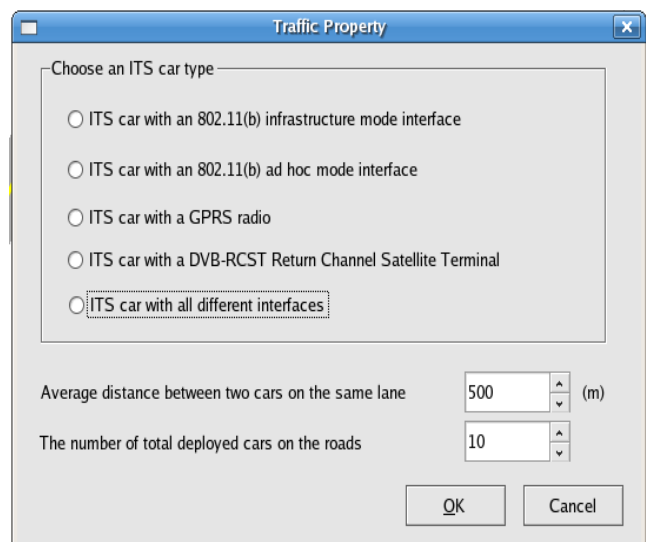 Traffic Property
Choose an ITS car type
ITS car with an 802.11(b) infrastructure mode interface
ITS car with an 802.11(b) ad hoc mode interface
ITS car with a GPRS radio
ITS car with a DVB-RCST Return Channel Satellite Terminal
ITS car with all different interfaces
Average distance between two cars on the same lane 500 (m)
The number of total deployed cars on the roads 10
OK Cancel